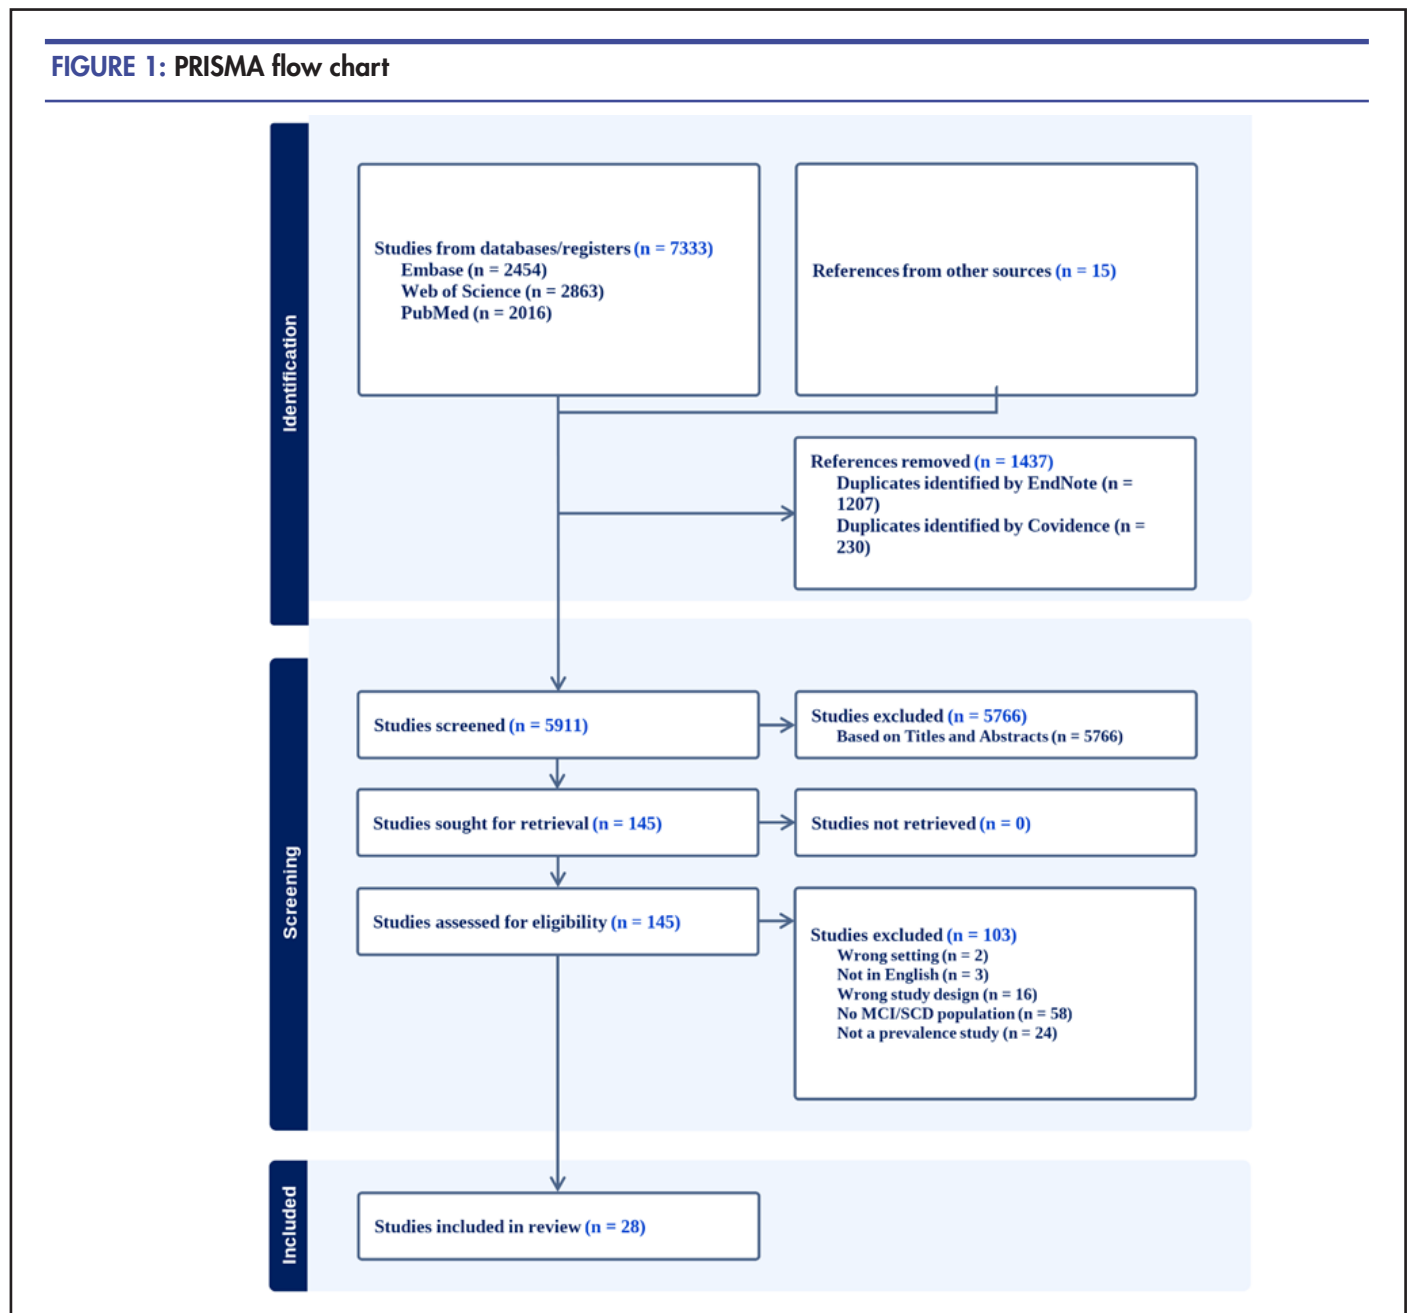 FIGURE 1: PRISMA flow chart
Identification
Studies from databases/registers (n = 7333)
Embase (n = 2454)
Web of Science (n = 2863)
PubMed (n = 2016)
References from other sources (n = 15)
References removed (n = 1437)
Duplicates identified by EndNote (n =
1207)
Duplicates identified by Covidence (n =
230)
Screening
Studies screened (n = 5911)
Studies excluded (n = 5766)
Based on Titles and Abstracts (n = 5766)
Studies sought for retrieval (n = 145)
Studies not retrieved (n = 0)
Studies assessed for eligibility (n = 145)
Studies excluded (n = 103)
Wrong setting (n = 2)
Not in English (n = 3)
Wrong study design (n = 16)
No MCI/SCD population (n = 58)
Not a prevalence study (n = 24)
Included
Studies included in review (n = 28)